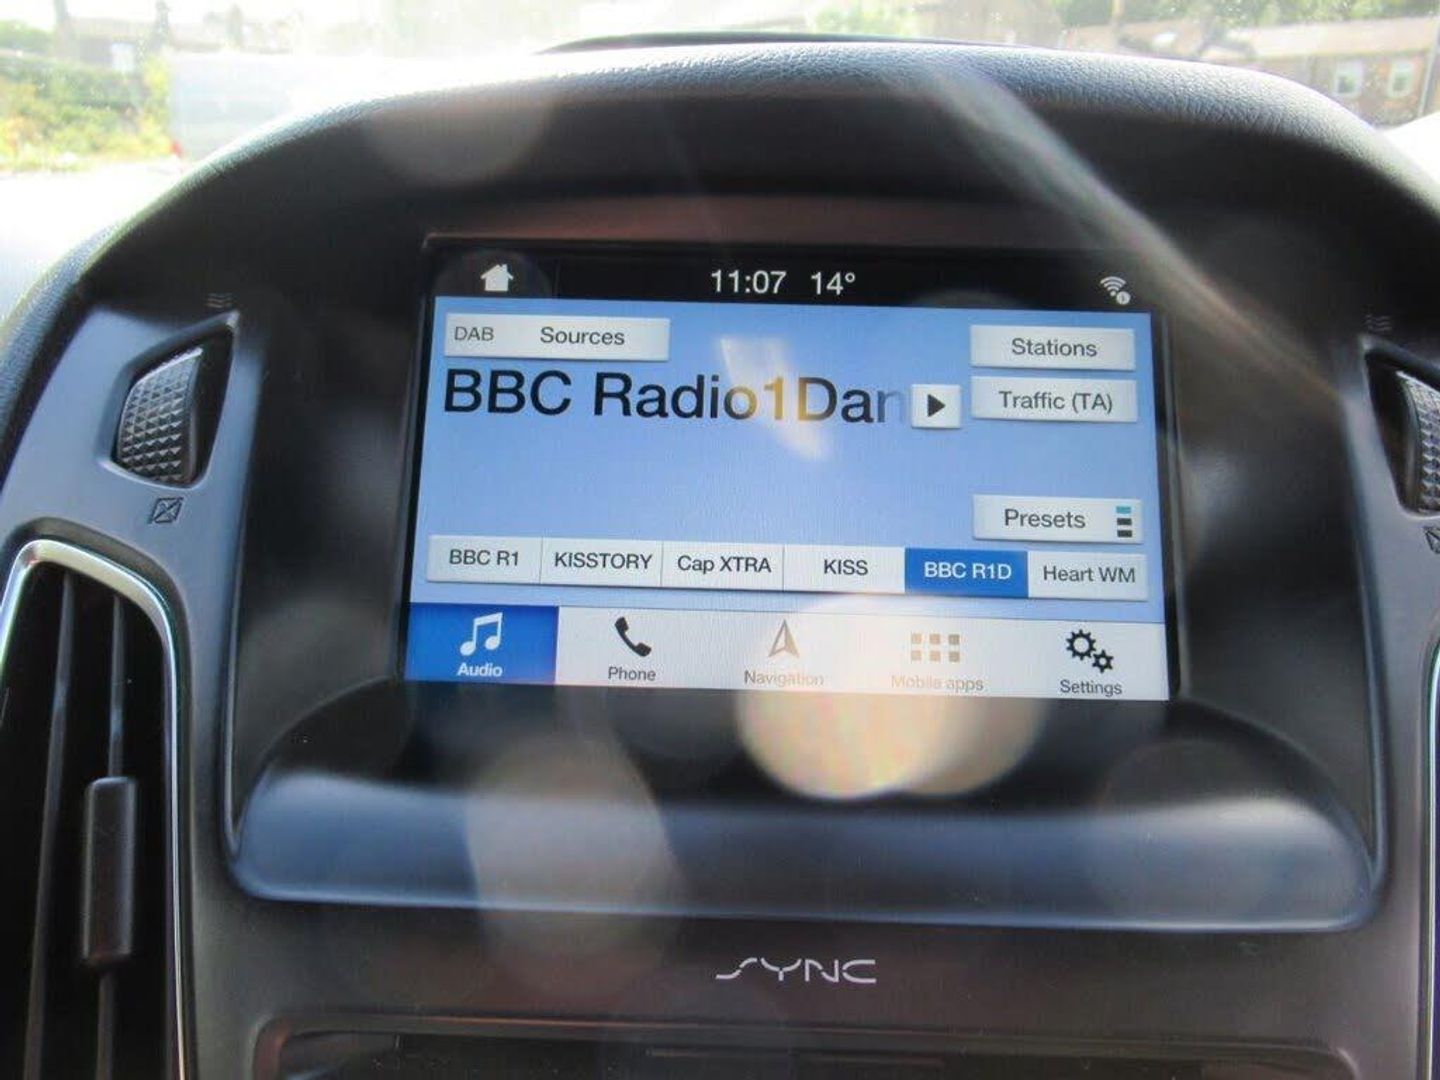 11:07 14°
DAB Sources
Stations
BBC Radio1Dan
Traffic (TA)
Presets
BBC R1 KISSTORY Cap XTRA KISS BBC R1D Heart WM
Audio Phone Navigation Mobile apps Settings
SYNC